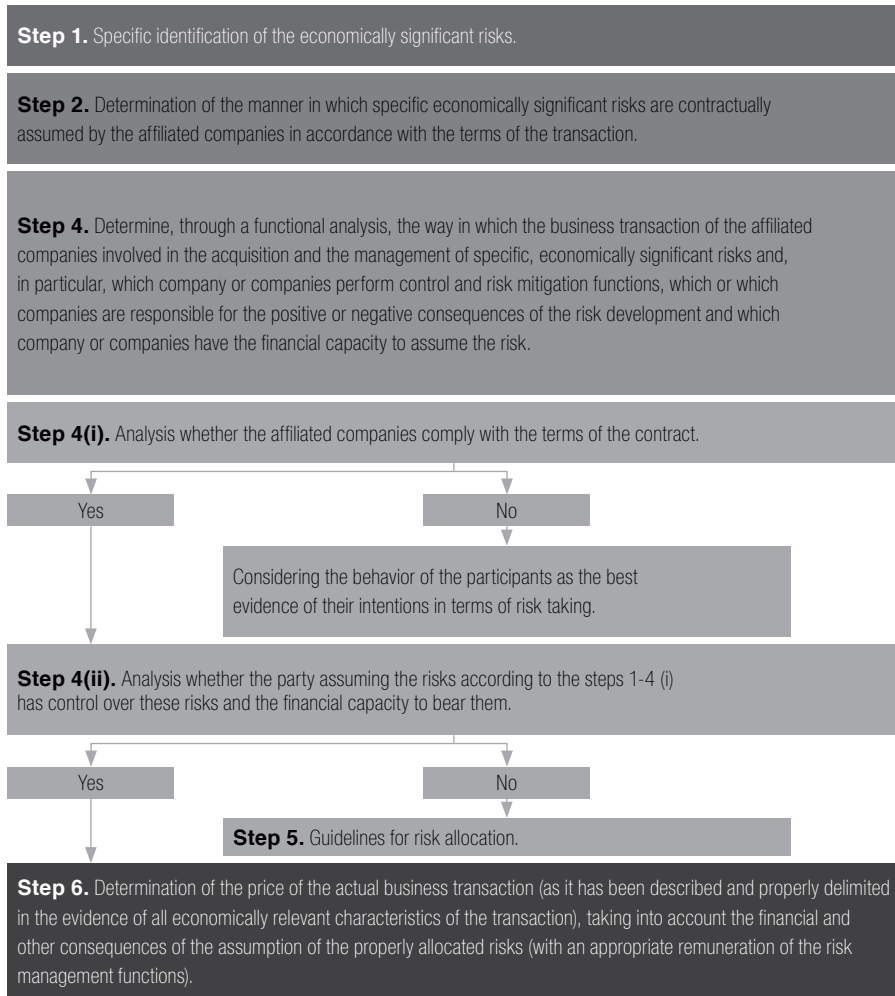 Step 1. Specific identification of the economically significant risks.
Step 2. Determination of the manner in which specific economically significant risks are contractually
assumed by the affiliated companies in accordance with the terms of the transaction.
Step 4. Determine, through a functional analysis, the way in which the business transaction of the affiliated
companies involved in the acquisition and the management of specific, economically significant risks and,
in particular, which company or companies perform control and risk mitigation functions, which or which
companies are responsible for the positive or negative consequences of the risk development and which
company or companies have the financial capacity to assume the risk.
Step 4(i). Analysis whether the affiliated companies comply with the terms of the contract.
Yes
No
Considering the behavior of the participants as the best
evidence of their intentions in terms of risk taking.
Step 4(ii). Analysis whether the party assuming the risks according to the steps 1-4 (i)
has control over these risks and the financial capacity to bear them.
Yes
No
Step 5. Guidelines for risk allocation.
Step 6. Determination of the price of the actual business transaction (as it has been described and properly delimited
in the evidence of all economically relevant characteristics of the transaction), taking into account the financial and
other consequences of the assumption of the properly allocated risks (with an appropriate remuneration of the risk
management functions).